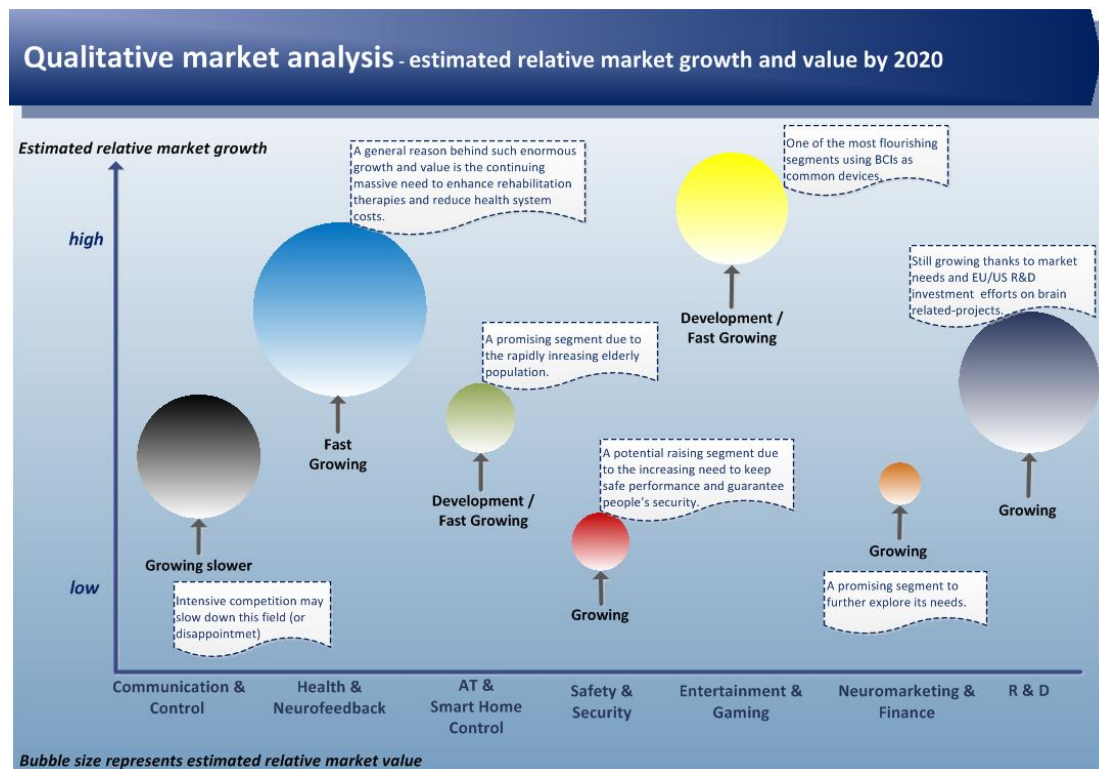 Qualitative market analysis - estimated relative market growth and value by 2020
Estimated relative market growth
high
low
A general reason behind such enormous
growth and value is the continuing
massive need to enhance rehabilitation
therapies and reduce health system
costs.
One of the most flourishing
segments using BCIs as
common devices.
Still growing thanks to market
needs and EU/US R&D
investment efforts on brain
related-projects.
A promising segment due to
the rapidly inreasing elderly
population.
A potential raising segment due
to the increasing need to keep
safe performance and guarantee
people's security.
Development /
Fast Growing
Fast
Growing
Development /
Fast Growing
Growing
Growing slower
Growing
Growing
Intensive competition may
slow down this field (or
disappointmet)
A promising segment to
further explore its needs.
Communication &
Control
Health &
Neurofeedback
AT &
Smart Home
Control
Safety &
Security
Entertainment &
Gaming
Neuromarketing &
Finance
R & D
Bubble size represents estimated relative market value